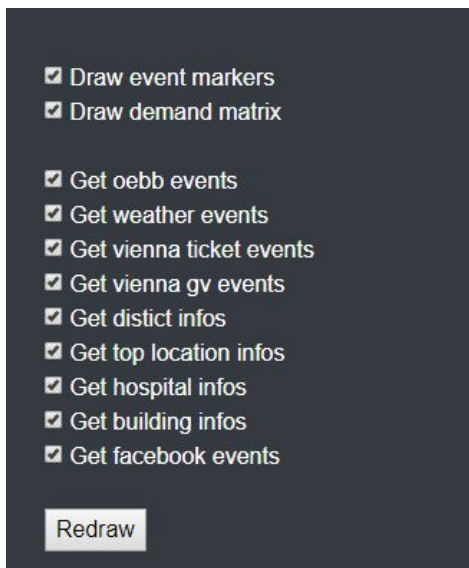 Draw event markers
Draw demand matrix
Get oebb events
Get weather events
Get vienna ticket events
Get vienna gv events
Get distict infos
Get top location infos
Get hospital infos
Get building infos
Get facebook events
Redraw